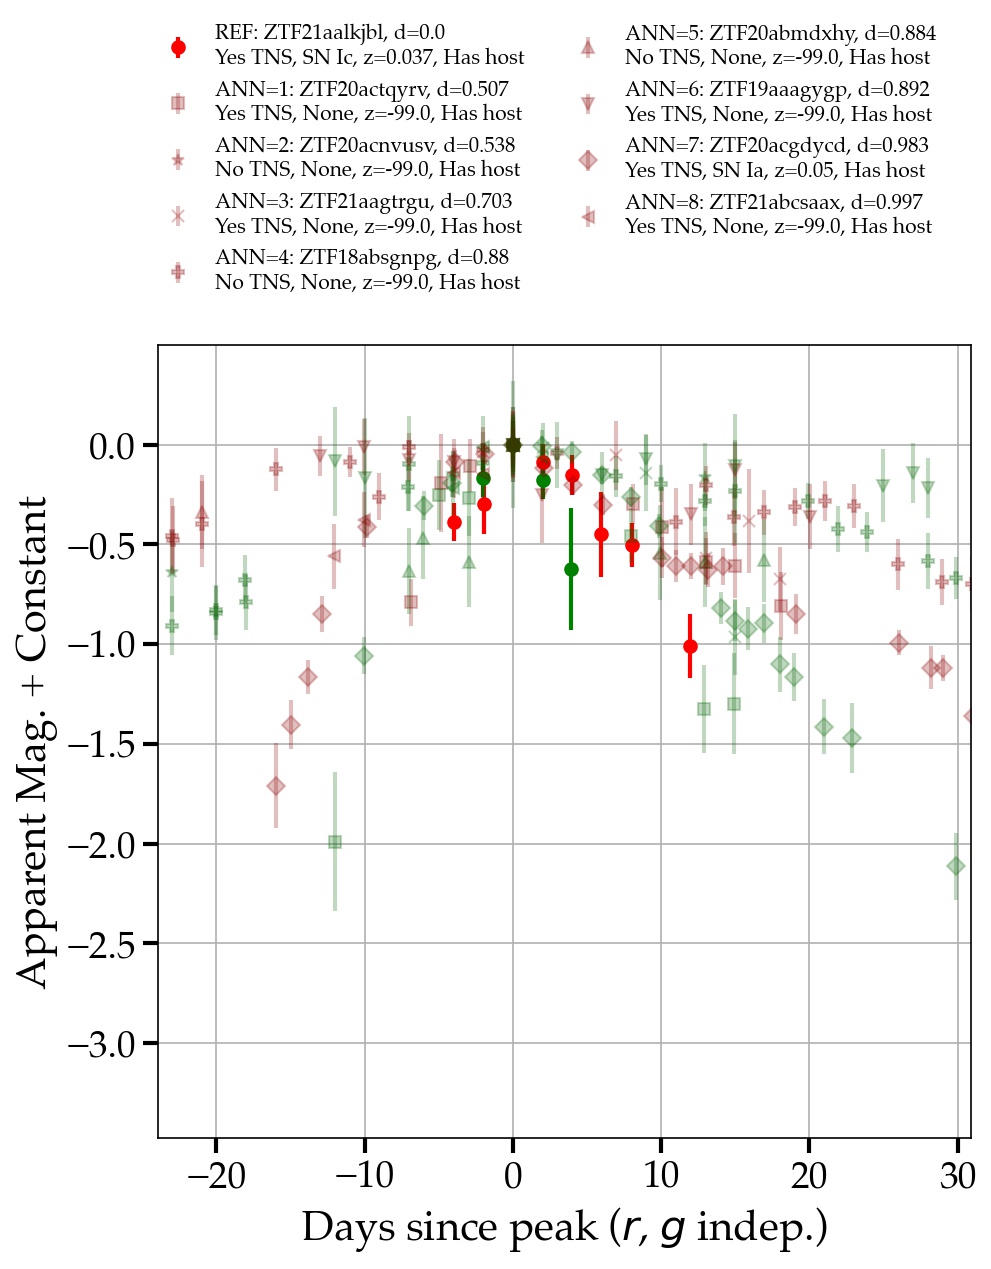 REF: ZTF21aalkjbl, d=0.0
Yes TNS, SN Ic, z=0.037, Has host
ANN=1: ZTF20actqyrv, d=0.507
Yes TNS, None, z=-99.0, Has host
ANN=2: ZTF20acnvusv, d=0.538
No TNS, None, z=-99.0, Has host
ANN=3: ZTF21aagtrgu, d=0.703
Yes TNS, None, z=-99.0, Has host
ANN=4: ZTF18absgnpg, d=0.88
No TNS, None, z=-99.0, Has host
ANN=5: ZTF20abmdxhy, d=0.884
No TNS, None, z=-99.0, Has host
ANN=6: ZTF19aaagygp, d=0.892
Yes TNS, None, z=-99.0, Has host
ANN=7: ZTF20acgdycd, d=0.983
Yes TNS, SN Ia, z=0.05, Has host
ANN=8: ZTF21abcsaax, d=0.997
Yes TNS, None, z=-99.0, Has host
Apparent Mag. + Constant
0.0
−0.5
−1.0
−1.5
−2.0
−2.5
−3.0
−20 −10 0 10 20 30
Days since peak (r, g indep.)